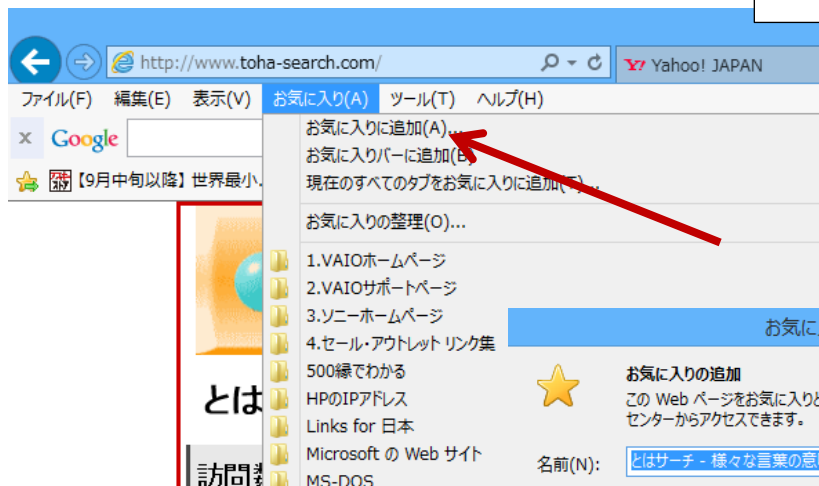 http://www.toha-search.com/
Yahoo! JAPAN
ファイル(F) 編集(E) 表示(V) お気に入り(A) ツール(T) ヘルプ(H)
x Google
お気に入りに追加(A)...
お気に入りバーに追加(B)
現在のすべてのタブをお気に入りに追加(T)...
【9月中旬以降】世界最小.
お気に入りの整理(O)...
1.VAIOホームページ
2.VAIOサポートページ
3.ソニーホームページ
4.セール・アウトレット リンク集
500縁でわかる
HPのIPアドレス
Links for 日本
Microsoft の Web サイト
MS-DOS
とは
訪問数
お気に入
お気に入りの追加
この Web ページをお気に入りと
センターからアクセスできます。
名前(N):
とはサーチ - 様々な言葉の意